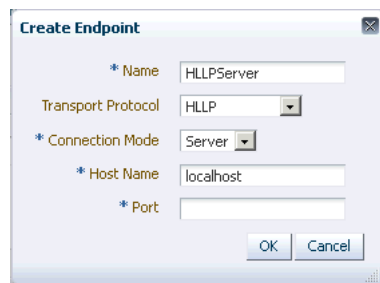 Create Endpoint
* Name HLLPServer
Transport Protocol HLLP
* Connection Mode Server
* Host Name localhost
* Port
OK Cancel